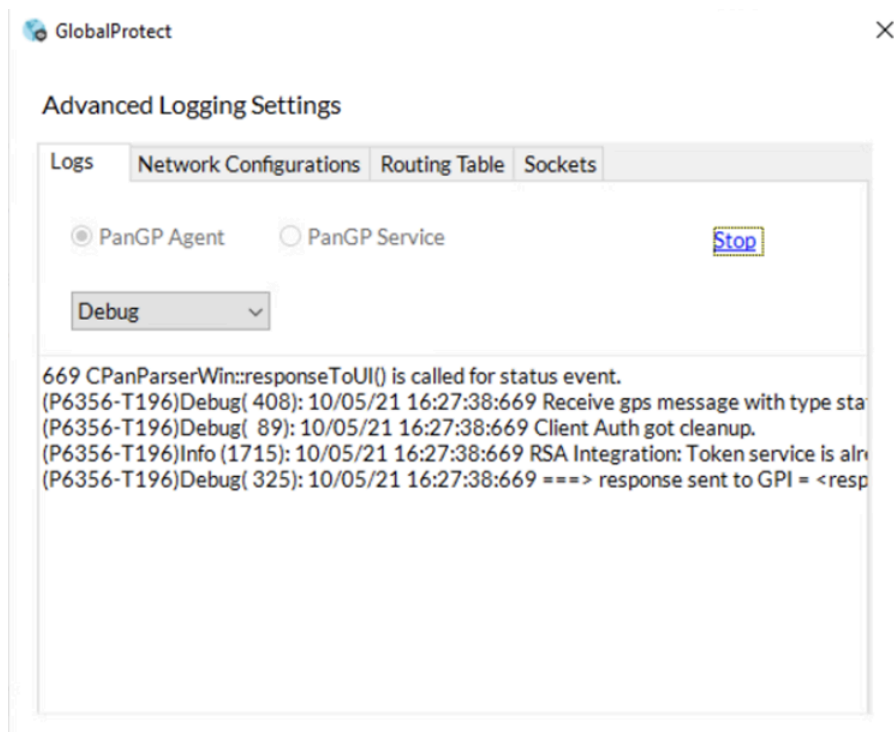 GlobalProtect
Advanced Logging Settings
Logs Network Configurations Routing Table Sockets
PanGP Agent PanGP Service Stop
Debug
669 CPanParserWin::responseToUI() is called for status event.
(P6356-T196)Debug( 408): 10/05/21 16:27:38:669 Receive gps message with type sta
(P6356-T196)Debug(  89): 10/05/21 16:27:38:669 Client Auth got cleanup.
(P6356-T196)Info (1715): 10/05/21 16:27:38:669 RSA Integration: Token service is alr
(P6356-T196)Debug( 325): 10/05/21 16:27:38:669 ===> response sent to GPI = <resp